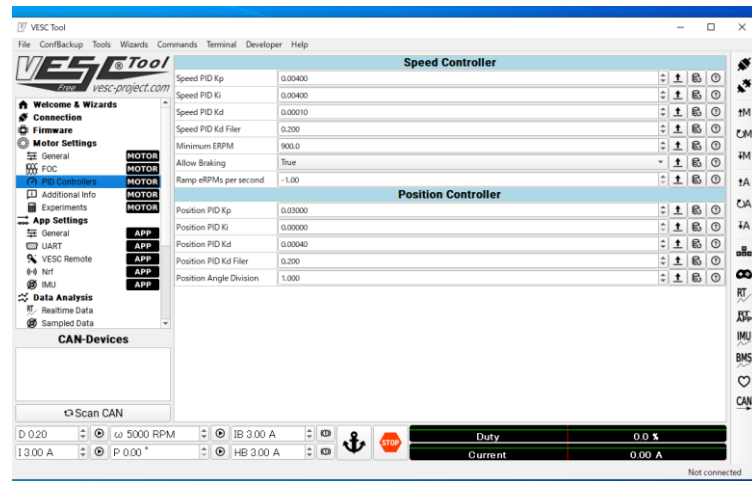 VESC Tool
File ConfBackup Tools Wizards Commands Terminal Developer Help
VESC ® Tool
Free vesc-project.com
Welcome & Wizards
Connection
Firmware
Motor Settings
General MOTOR
FOC MOTOR
PID Controllers MOTOR
Additional Info MOTOR
Experiments MOTOR
App Settings
General APP
UART APP
VESC Remote APP
Nrf APP
IMU APP
Data Analysis
Realtime Data
Sampled Data
CAN-Devices
Scan CAN
Speed Controller
Speed PID Kp 0.00400
Speed PID Ki 0.00400
Speed PID Kd 0.00010
Speed PID Kd Filer 0.200
Minimum ERPM 900.0
Allow Braking True
Ramp eRPMs per second -1.00
Position Controller
Position PID Kp 0.03000
Position PID Ki 0.00000
Position PID Kd 0.00040
Position PID Kd Filer 0.200
Position Angle Division 1.000
M
M
M
A
A
A
RT
RT APP
IMU
BMS
CAN
D 0.20 ω 5000 RPM IB 3.00 A
I 3.00 A P 0.00 ° HB 3.00 A
STOP
Duty 0.0 %
Current 0.00 A
Not connected